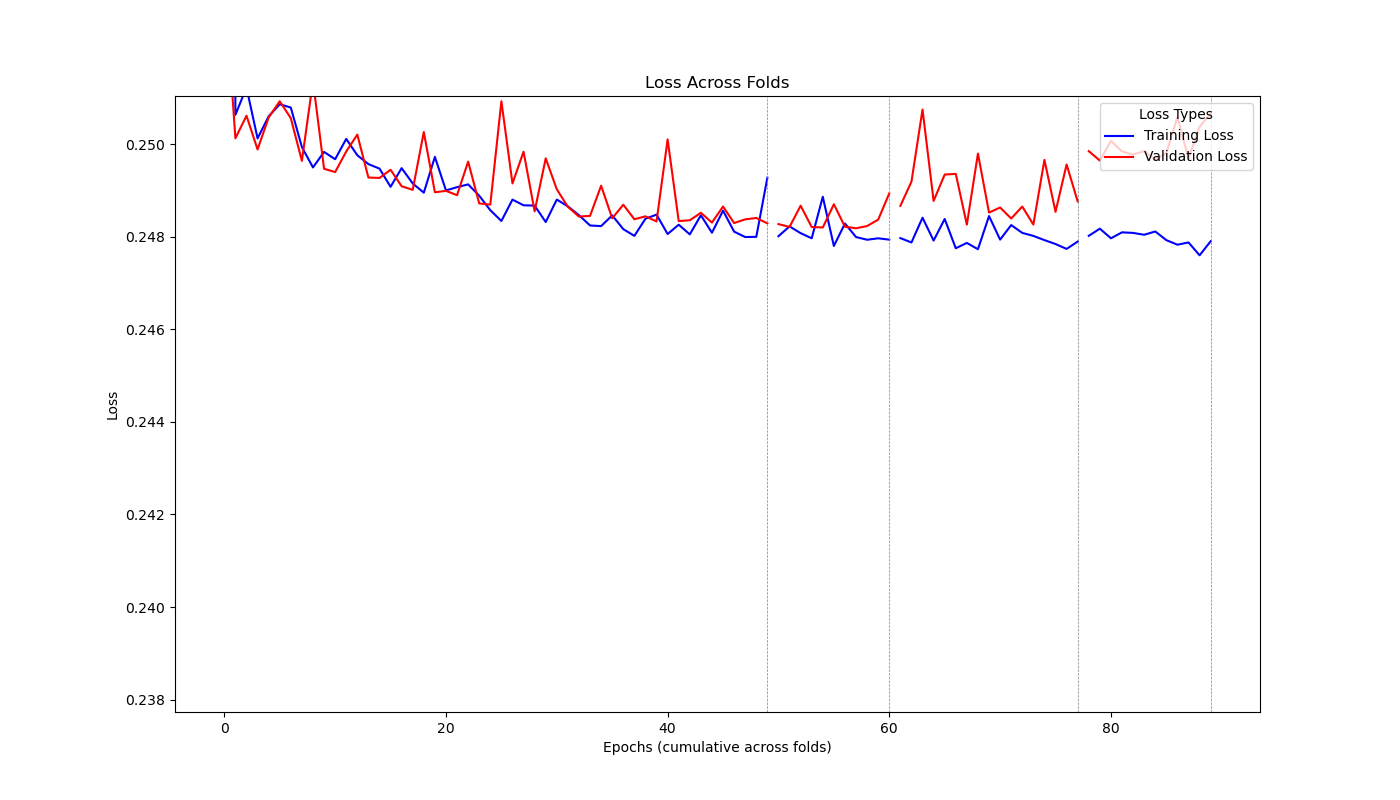 Loss Across Folds
Loss Types
Training Loss
Validation Loss
0.250
0.248
0.246
0.244
0.242
0.240
0.238
Loss
0 20 40 60 80
Epochs (cumulative across folds)